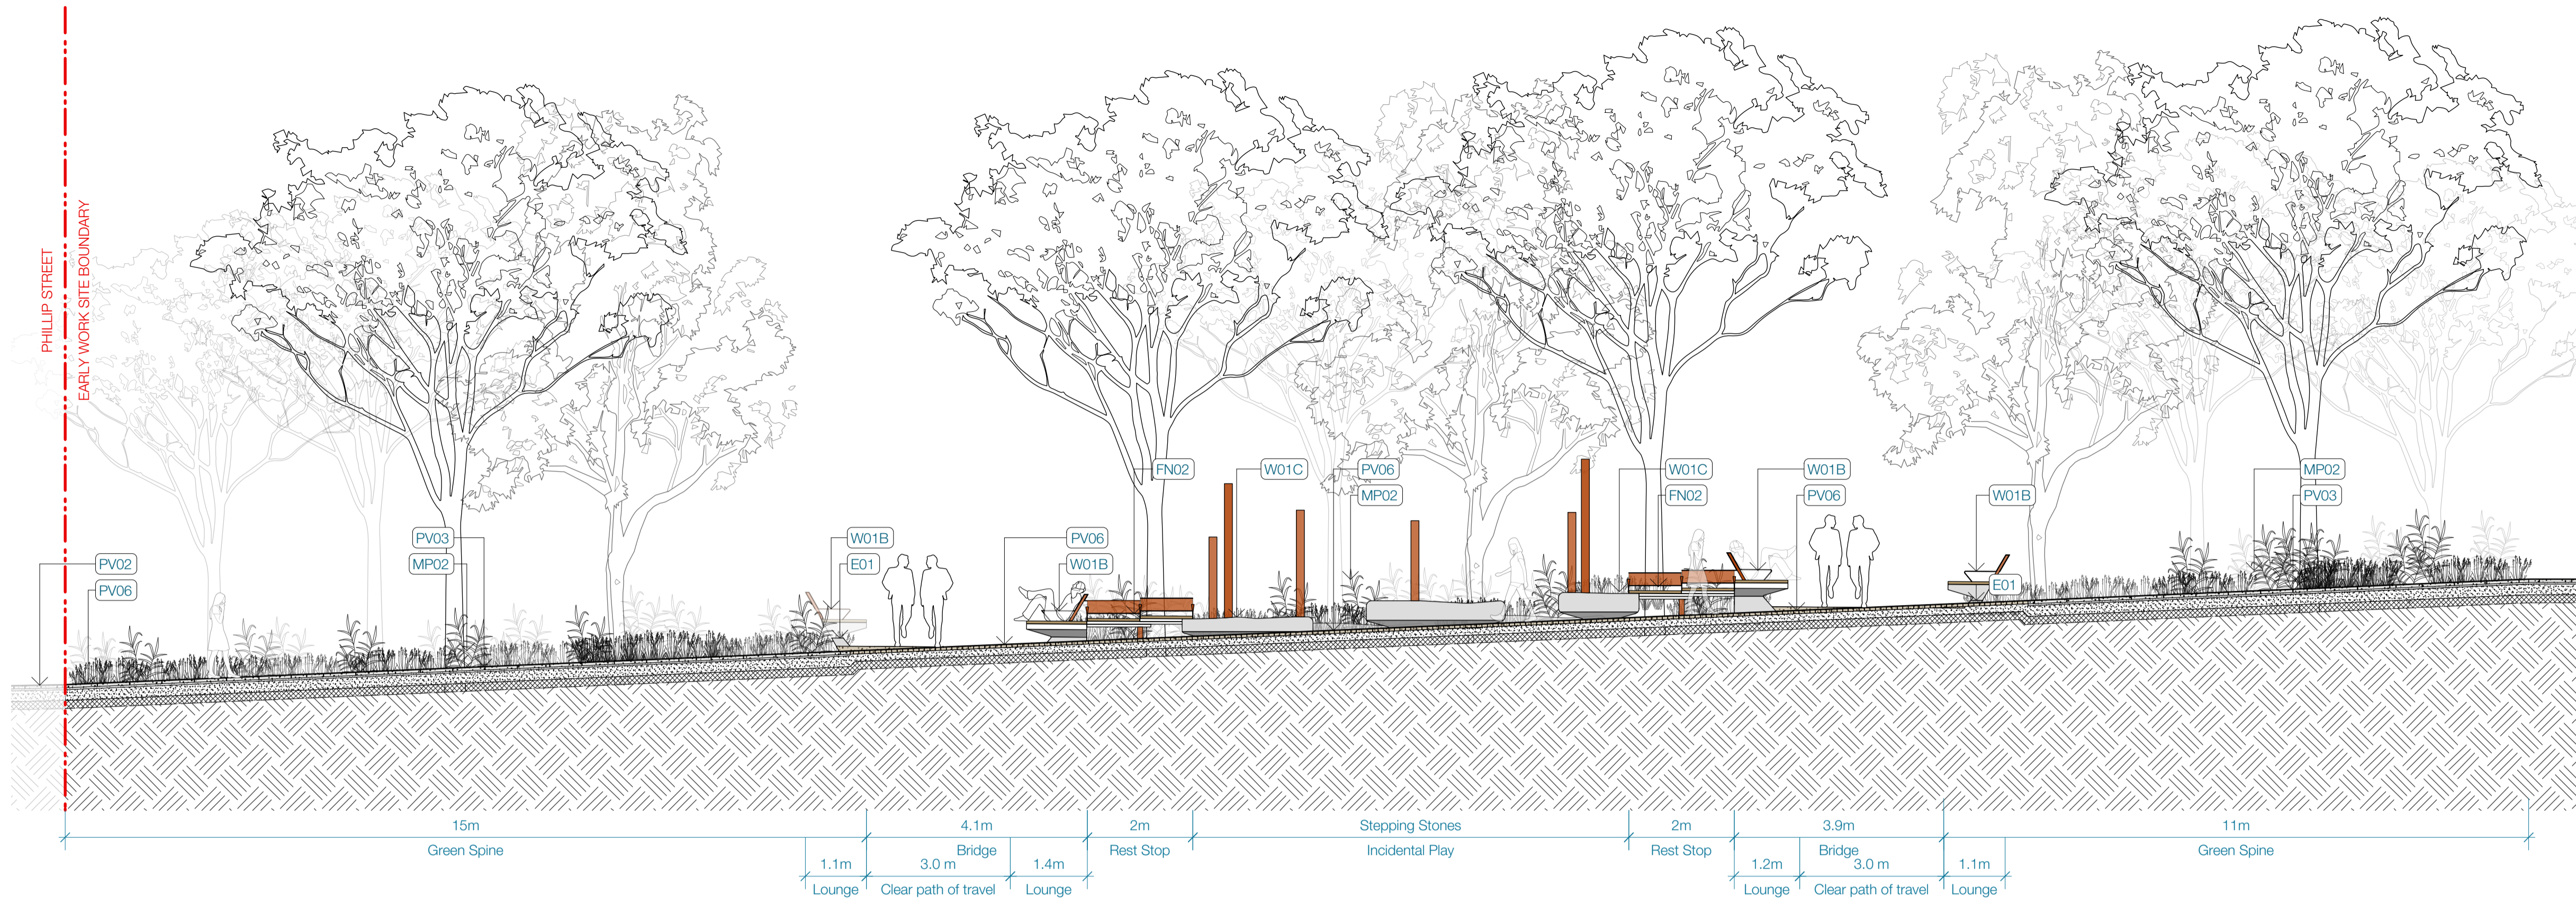 PHILLIP STREET
EARLY WORK SITE BOUNDARY
FN02
W01C
PV06
MP02
W01C
FN02
W01B
PV06
W01B
MP02
PV03
PV02
PV06
PV03
MP02
W01B
E01
PV06
W01B
E01
15m
Green Spine
4.1m
Bridge
2m
Rest Stop
Stepping Stones
Incidental Play
2m
Rest Stop
3.9m
Bridge
11m
Green Spine
1.1m
Lounge
3.0 m
Clear path of travel
1.4m
Lounge
1.2m
Lounge
3.0 m
Clear path of travel
1.1m
Lounge